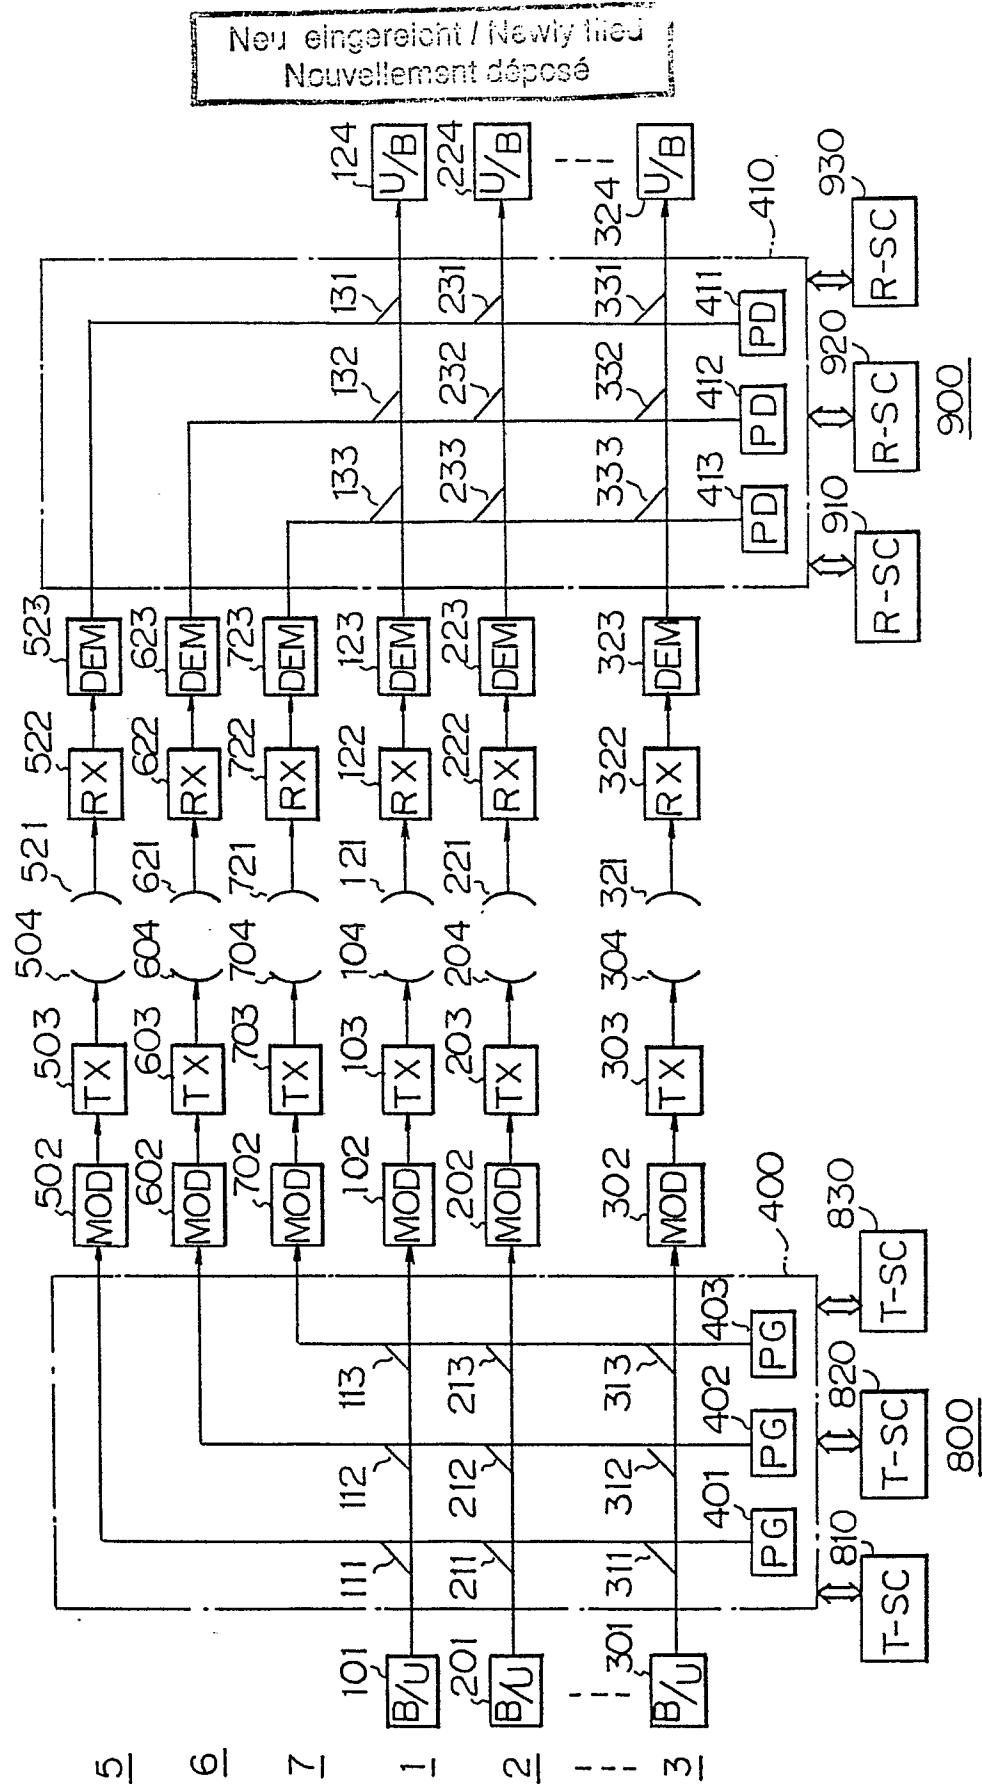 Neu eingereicht / Newly filed
Nouvellement déposé
5 502 503 504 521 522 523
MOD TX RX DEM
6 602 603 604 621 622 623
MOD TX RX DEM
7 702 703 704 721 722 723
MOD TX RX DEM
113 112 111 133 132 131
1 101 102 103 104 121 122 123 124
B/U MOD TX RX DEM U/B
211 212 213 233 232 231
2 201 202 203 204 221 222 223 224
B/U MOD TX RX DEM U/B
311 312 313 333 332 331
3 301 302 303 304 321 322 323 324
B/U MOD TX RX DEM U/B
401 402 403 400 413 412 411 410
PG PG PG PD PD PD
810 820 830 910 920 930
T-SC T-SC T-SC R-SC R-SC R-SC
800 900